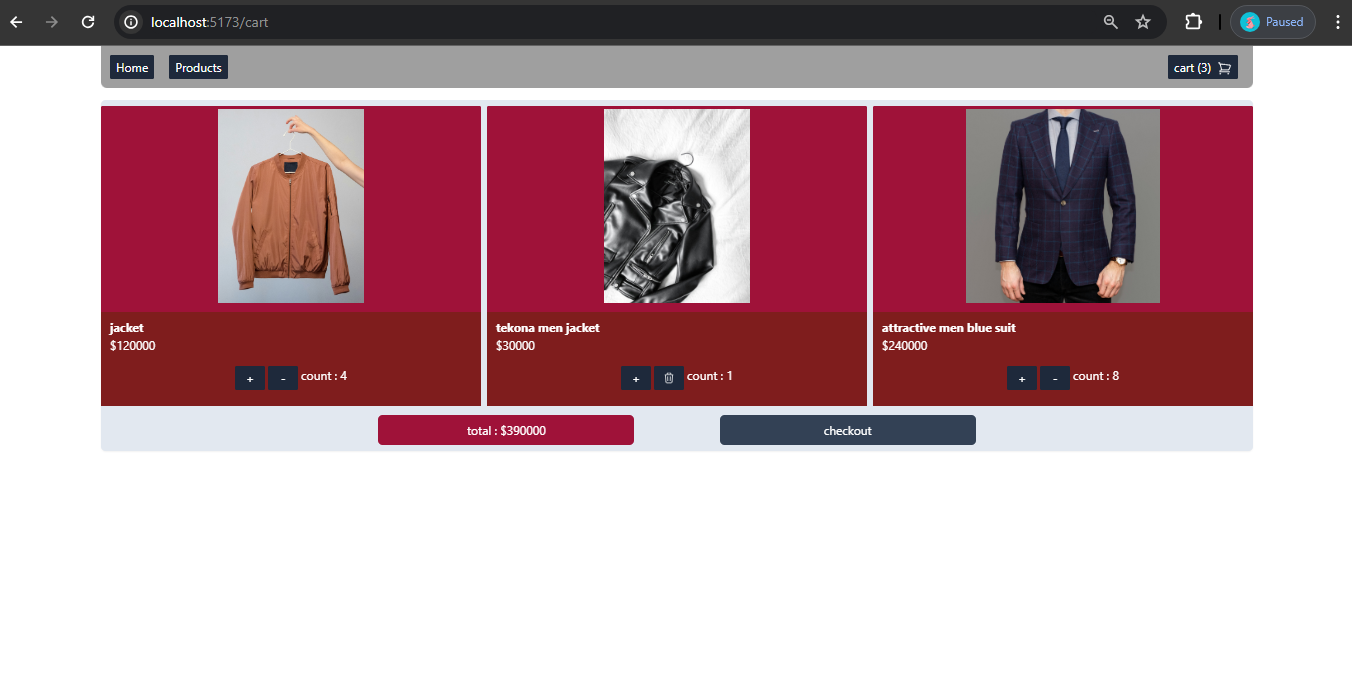 localhost:5173/cart
Paused
Home
Products
cart (3)
jacket
$120000
+ - count : 4
tekona men jacket
$30000
+ count : 1
attractive men blue suit
$240000
+ - count : 8
total : $390000
checkout